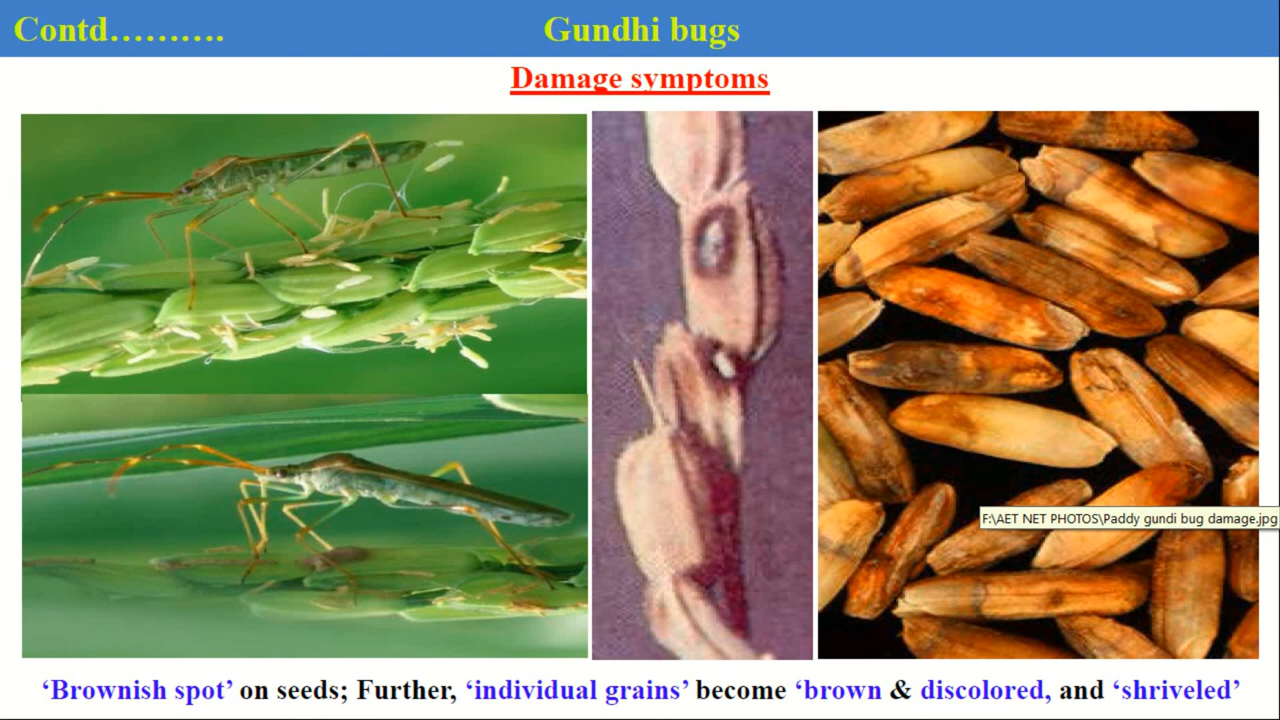 Contd..........
Gundhi bugs
Damage symptoms
F:\AET NET PHOTOS\Paddy gundi bug damage.jpg
‘Brownish spot’ on seeds; Further, ‘individual grains’ become ‘brown & discolored, and ‘shriveled’